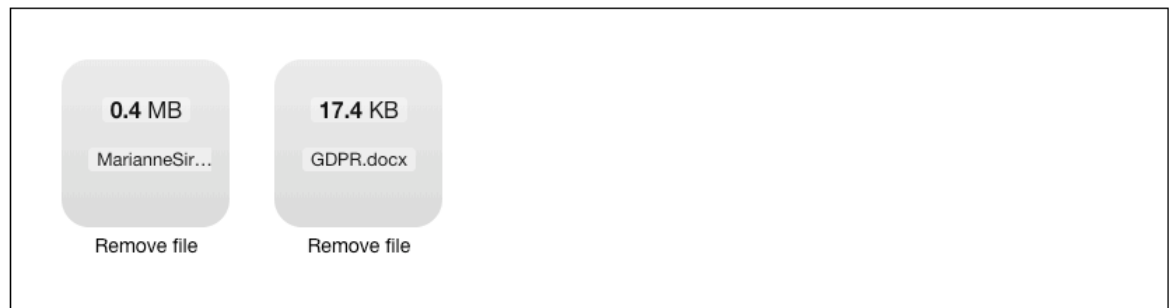 0.4 MB
MarianneSir...
Remove file
17.4 KB
GDPR.docx
Remove file